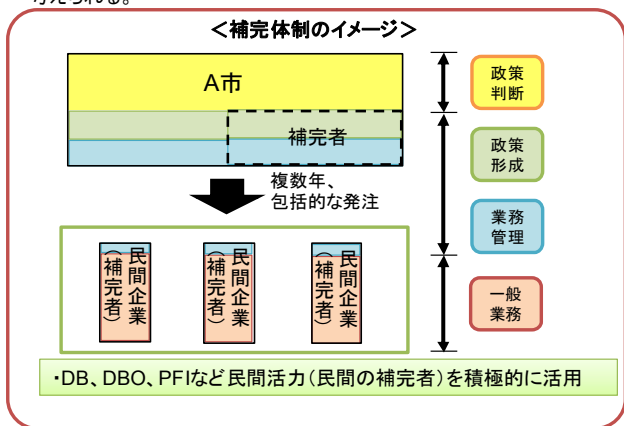 <補完体制のイメージ>
A市
補完者
複数年、
包括的な発注
民間企業
(補完者)
民間企業
(補完者)
民間企業
(補完者)
政策
判断
政策
形成
業務
管理
一般
業務
・DB、DBO、PFIなど民間活力(民間の補完者)を積極的に活用